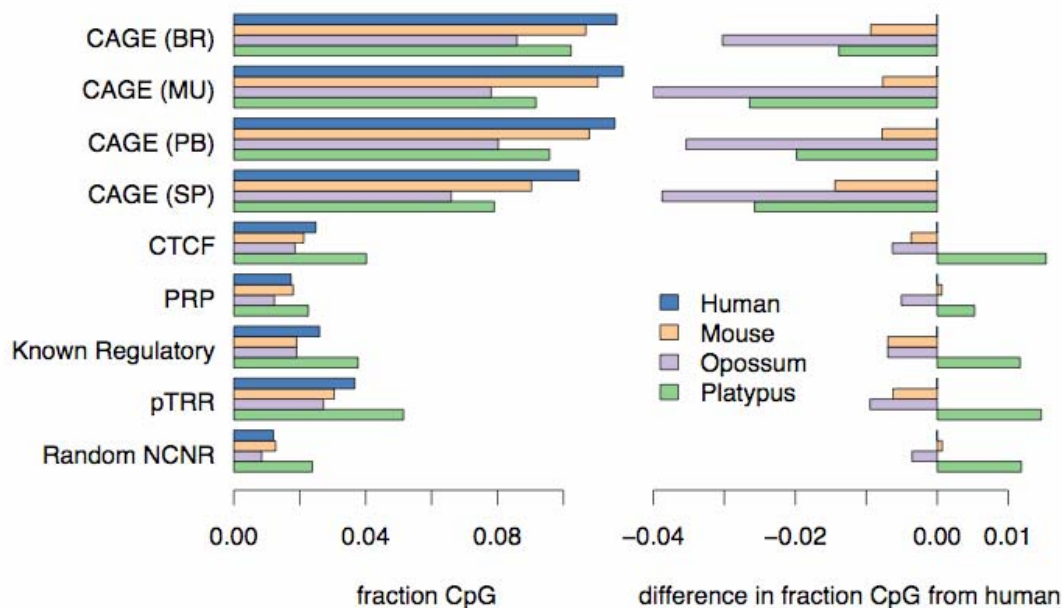 CAGE (BR)
CAGE (MU)
CAGE (PB)
CAGE (SP)
CTCF
PRP
Known Regulatory
pTRR
Random NCNR
Human
Mouse
Opossum
Platypus
0.00 0.04 0.08
−0.04 −0.02 0.00 0.01
fraction CpG
difference in fraction CpG from human